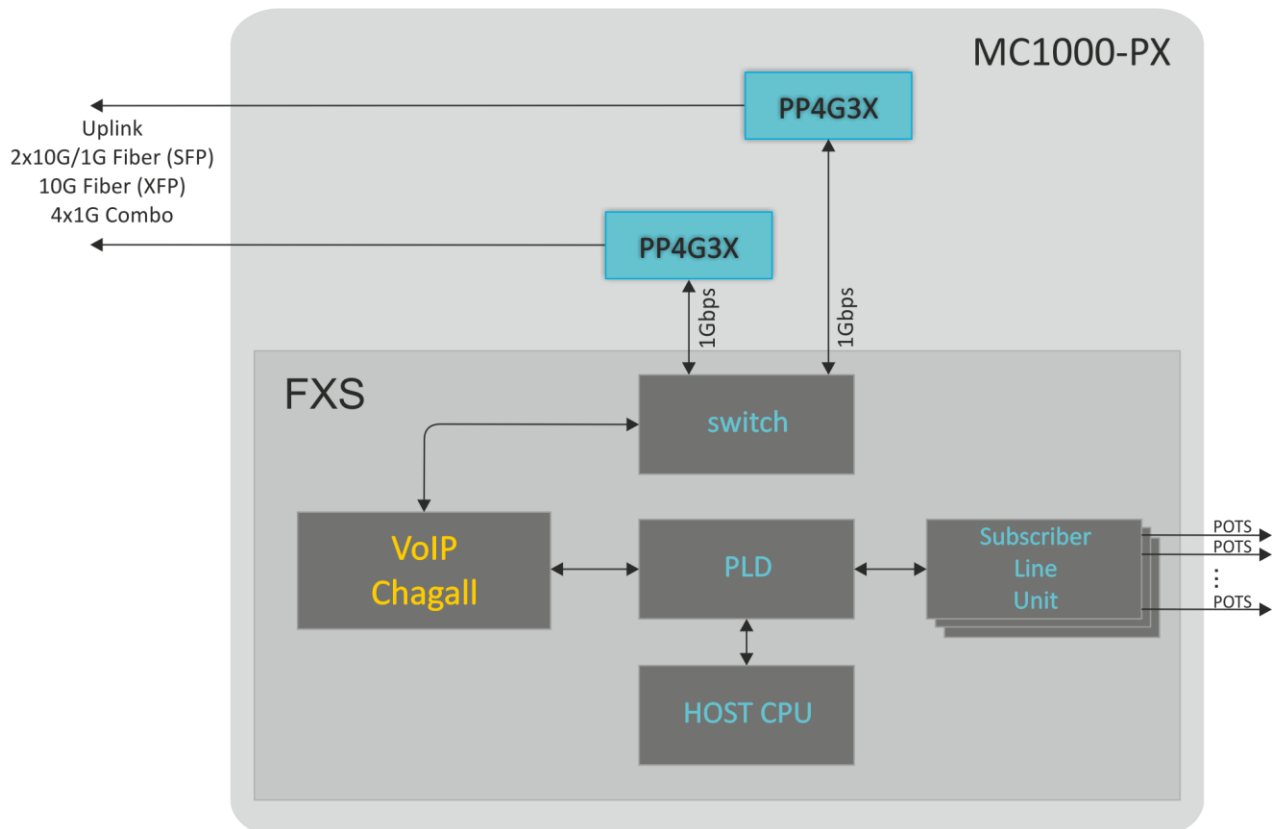 MC1000-PX
PP4G3X
Uplink
2x10G/1G Fiber (SFP)
10G Fiber (XFP)
4x1G Combo
PP4G3X
1Gbps
1Gbps
FXS
switch
VoIP
Chagall
PLD
Subscriber
Line
Unit
POTS
POTS
⋮
POTS
HOST CPU